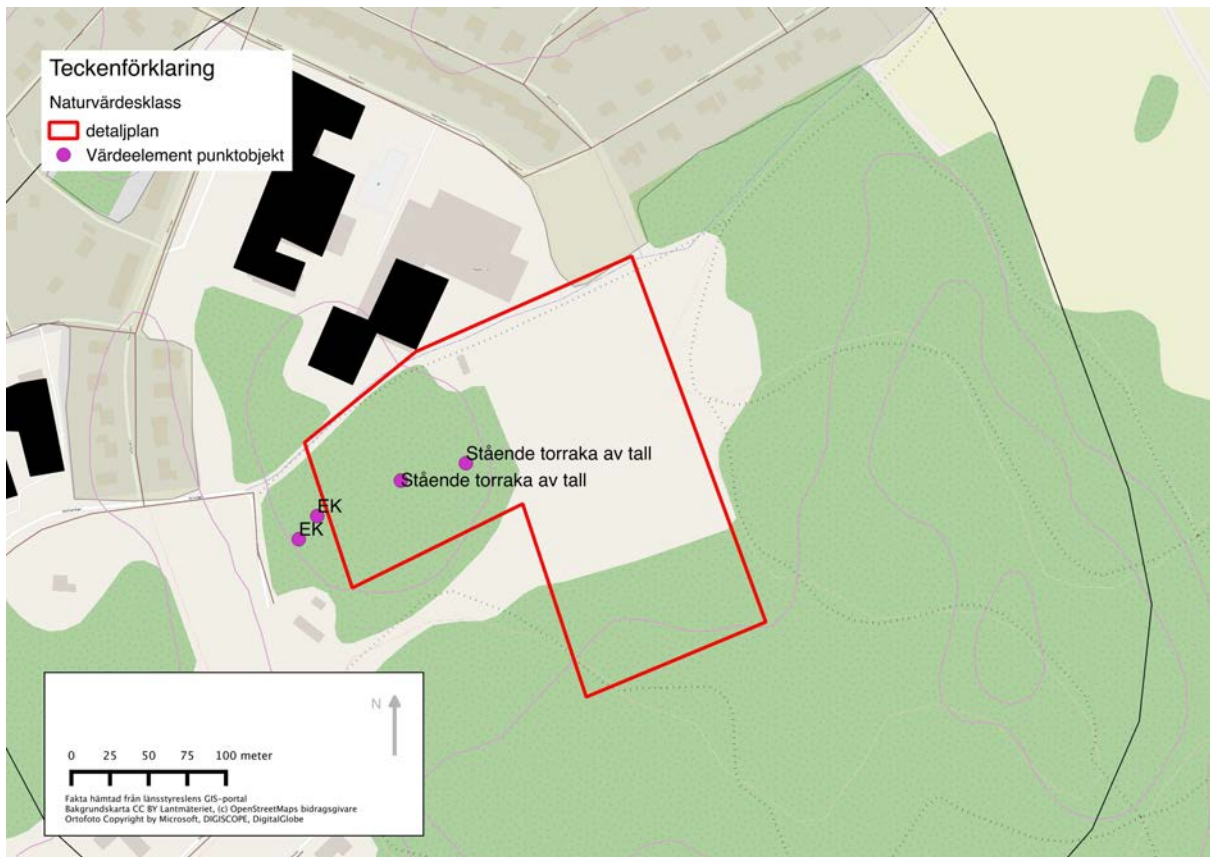 Teckenförklaring
Naturvärdesklass
detaljplan
Värdeelement punktobjekt
Stående torraka av tall
Stående torraka av tall
EK
EK
N
0 25 50 75 100 meter
Fakta hämtad från länsstyreslens GIS-portal
Bakgrundskarta CC BY Lantmäteriet, (c) OpenStreetMaps bidragsgivare
Ortofoto Copyright by Microsoft, DIGISCOPE, DigitalGlobe